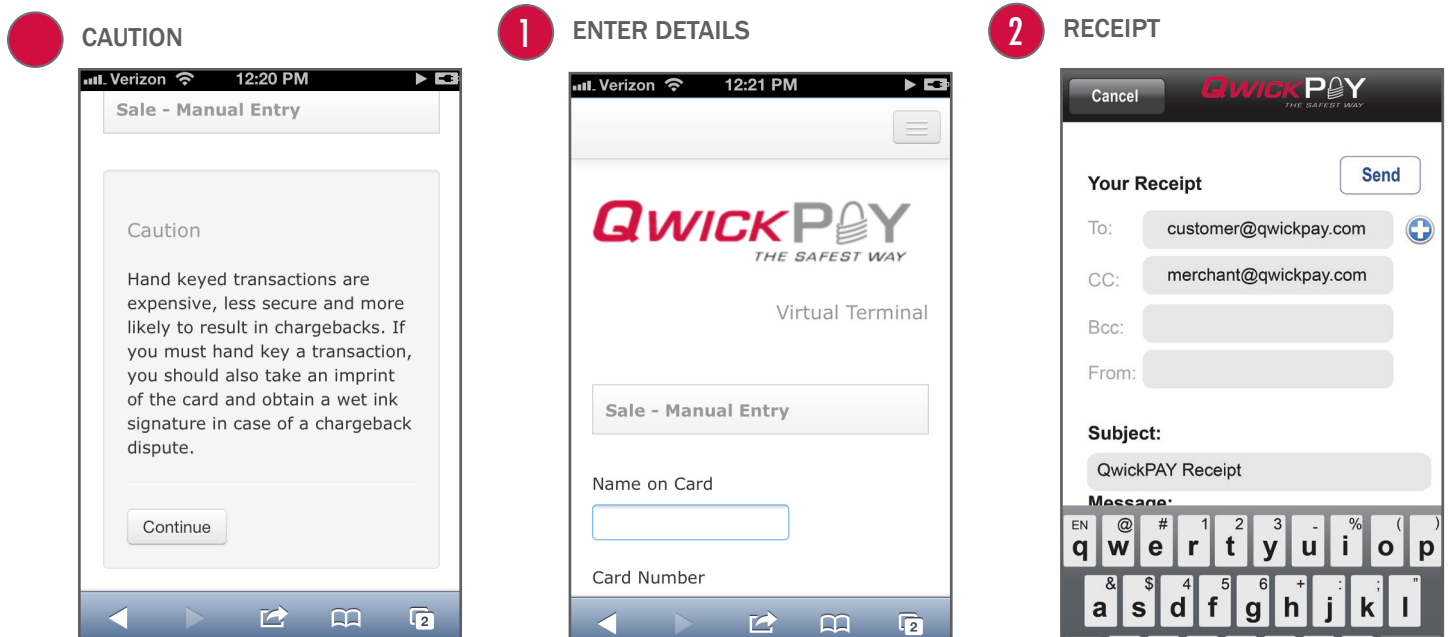 CAUTION
Verizon 12:20 PM
Sale - Manual Entry
Caution
Hand keyed transactions are
expensive, less secure and more
likely to result in chargebacks. If
you must hand key a transaction,
you should also take an imprint
of the card and obtain a wet ink
signature in case of a chargeback
dispute.
Continue
2
1 ENTER DETAILS
Verizon 12:21 PM
QWICKPAY
THE SAFEST WAY
Virtual Terminal
Sale - Manual Entry
Name on Card
Card Number
2
2 RECEIPT
Cancel QWICKPAY
THE SAFEST WAY
Your Receipt Send
To: customer@qwickpay.com
CC: merchant@qwickpay.com
Bcc:
From:
Subject:
QwickPAY Receipt
Message:
EN @ # 1 2 3 - % ( )
q w e r t y u i o p
& $ 4 5 6 + : ; "
a s d f g h j k l